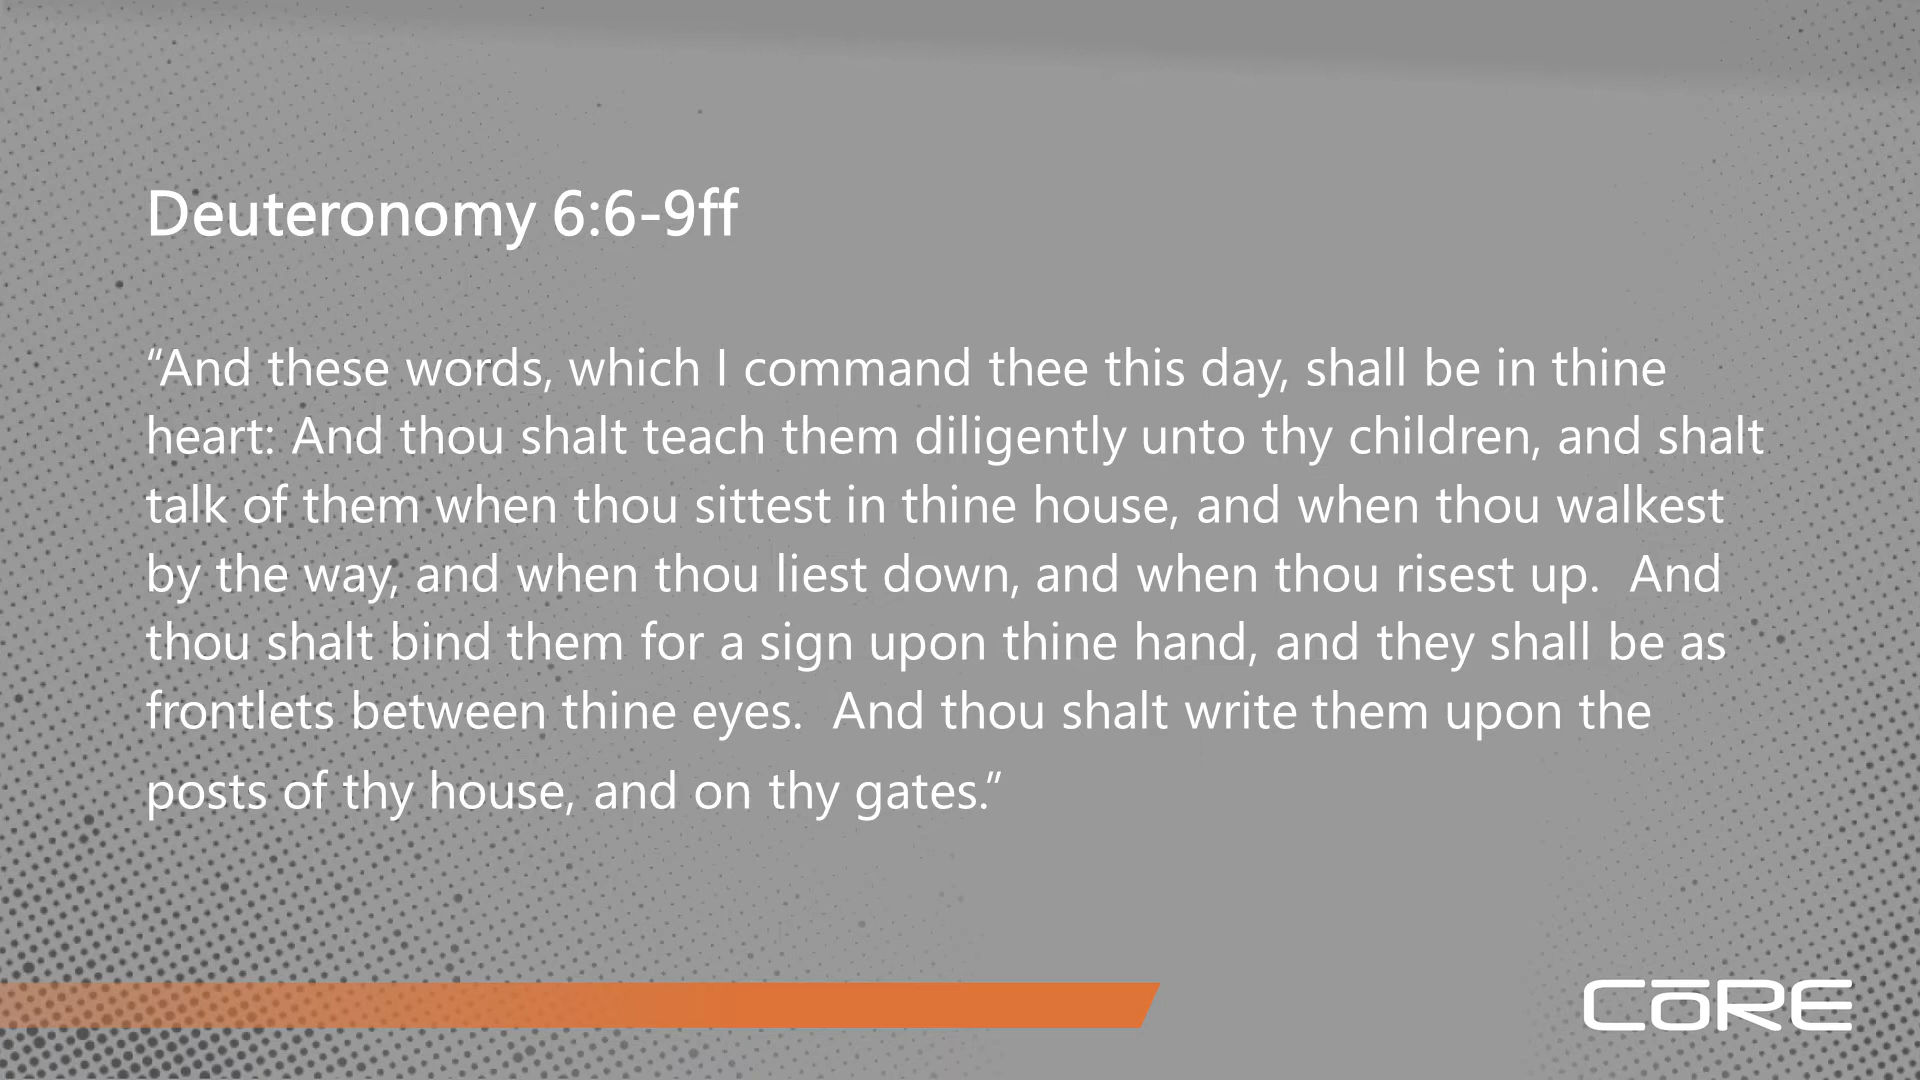 Deuteronomy 6:6-9ff
“And these words, which I command thee this day, shall be in thine
heart: And thou shalt teach them diligently unto thy children, and shalt
talk of them when thou sittest in thine house, and when thou walkest
by the way, and when thou liest down, and when thou risest up.  And
thou shalt bind them for a sign upon thine hand, and they shall be as
frontlets between thine eyes.  And thou shalt write them upon the
posts of thy house, and on thy gates.”
CōRE